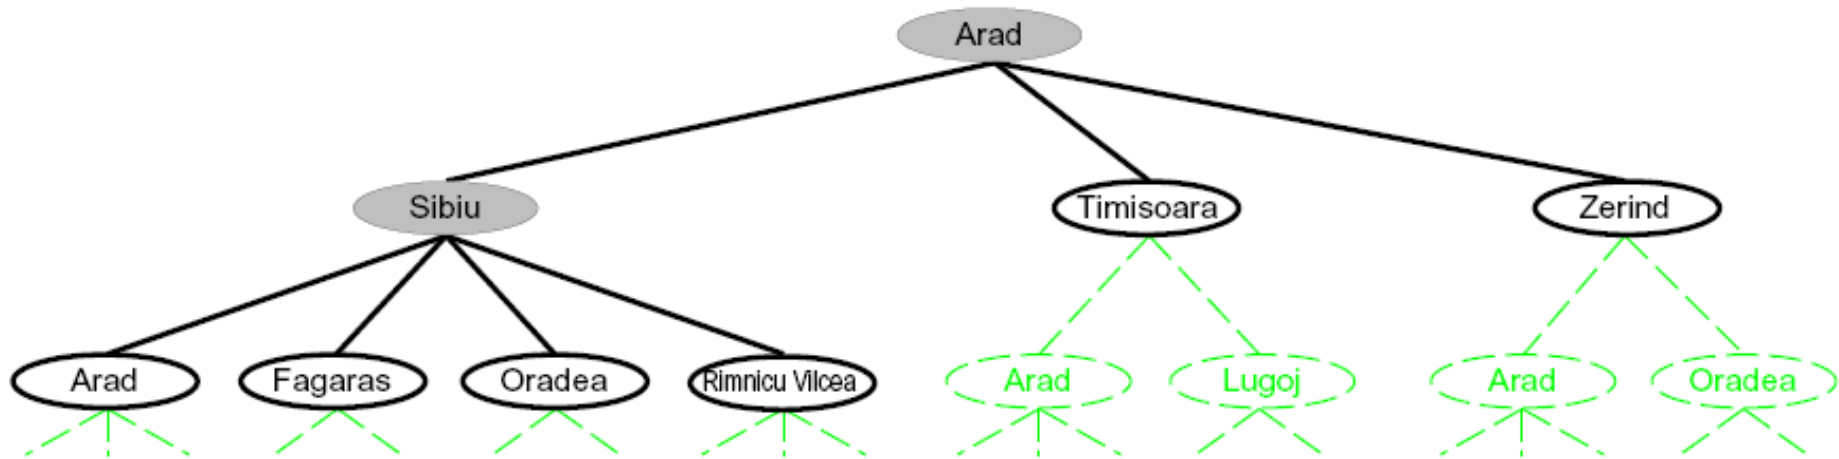 Arad
Sibiu
Timisoara
Zerind
Arad
Fagaras
Oradea
Rimnicu Vilcea
Arad
Lugoj
Arad
Oradea